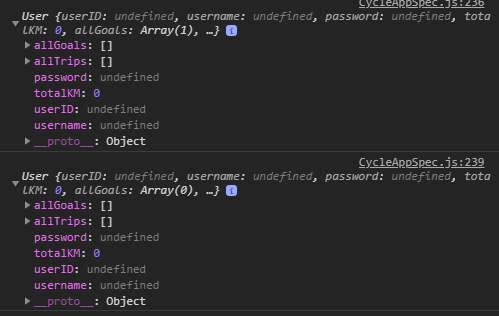 CycleAppSpec.js:236
User {userID: undefined, username: undefined, password: undefined, tota
lKM: 0, allGoals: Array(1), …} i
allGoals: []
allTrips: []
password: undefined
totalKM: 0
userID: undefined
username: undefined
__proto__: Object
CycleAppSpec.js:239
User {userID: undefined, username: undefined, password: undefined, tota
lKM: 0, allGoals: Array(0), …} i
allGoals: []
allTrips: []
password: undefined
totalKM: 0
userID: undefined
username: undefined
__proto__: Object